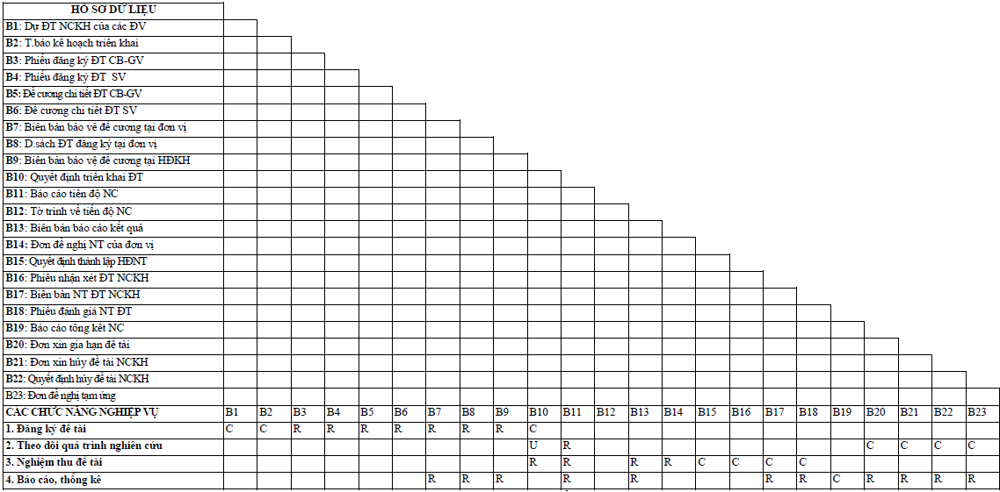 HỒ SƠ DỮ LIỆU
B1: Dự ĐT NCKH của các ĐV
B2: T.báo kế hoạch triển khai
B3: Phiếu đăng ký ĐT CB-GV
B4: Phiếu đăng ký ĐT SV
B5: Đề cương chi tiết ĐT CB-GV
B6: Đề cương chi tiết ĐT SV
B7: Biên bản bảo vệ đề cương tại đơn vị
B8: D.sách ĐT đăng ký tại đơn vị
B9: Biên bản bảo vệ đề cương tại HĐKH
B10: Quyết định triển khai ĐT
B11: Báo cáo tiến độ NC
B12: Tờ trình về tiến độ NC
B13: Biên bản báo cáo kết quả
B14: Đơn đề nghị NT của đơn vị
B15: Quyết định thành lập HĐNT
B16: Phiếu nhận xét ĐT NCKH
B17: Biên bản NT ĐT NCKH
B18: Phiếu đánh giá NT ĐT
B19: Báo cáo tổng kết NC
B20: Đơn xin gia hạn đề tài
B21: Đơn xin hủy đề tài NCKH
B22: Quyết định hủy đề tài NCKH
B23: Đơn đề nghị tạm ứng
CÁC CHỨC NĂNG NGHIỆP VỤ B1 B2 B3 B4 B5 B6 B7 B8 B9 B10 B11 B12 B13 B14 B15 B16 B17 B18 B19 B20 B21 B22 B23
1. Đăng ký đề tài C C R R R R R R R C
2. Theo dõi quá trình nghiên cứu U R C C C C
3. Nghiệm thu đề tài R R R R C C C C
4. Báo cáo, thống kê R R R R R R R C R R R R